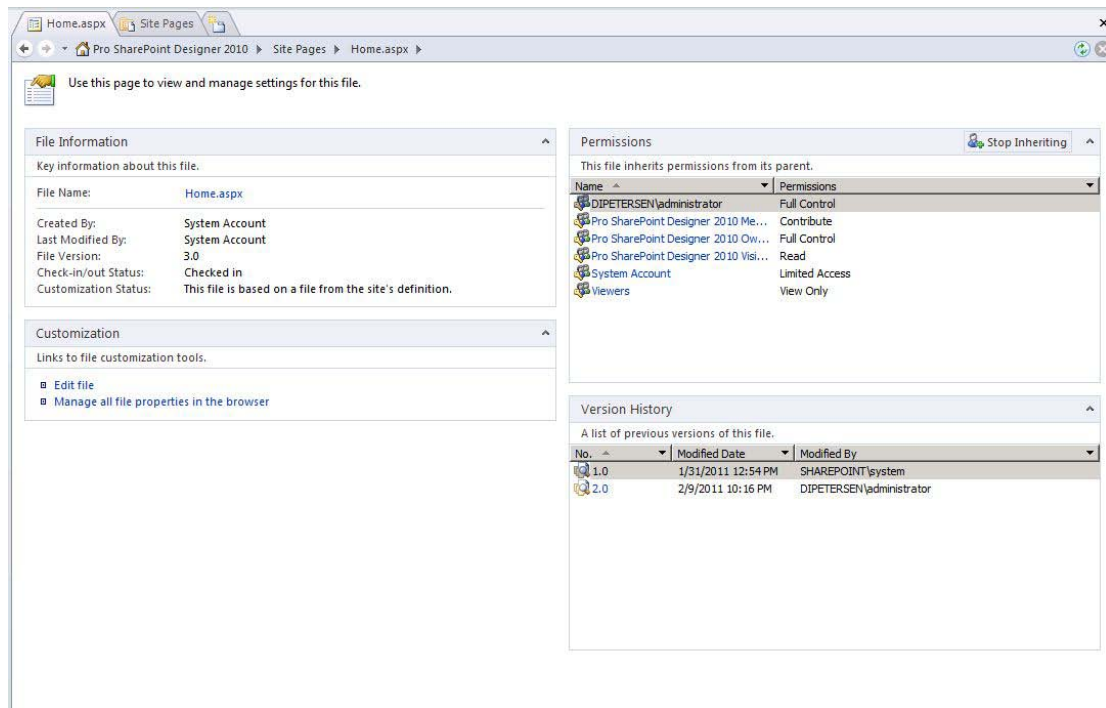 Home.aspx Site Pages
Pro SharePoint Designer 2010 Site Pages Home.aspx
Use this page to view and manage settings for this file.
File Information
Key information about this file.
File Name: Home.aspx
Created By: System Account
Last Modified By: System Account
File Version: 3.0
Check-in/out Status: Checked in
Customization Status: This file is based on a file from the site's definition.
Customization
Links to file customization tools.
Edit file
Manage all file properties in the browser
Permissions Stop Inheriting
This file inherits permissions from its parent.
Name Permissions
DIPETERSEN\administrator Full Control
Pro SharePoint Designer 2010 Me... Contribute
Pro SharePoint Designer 2010 Ow... Full Control
Pro SharePoint Designer 2010 Visi... Read
System Account Limited Access
Viewers View Only
Version History
A list of previous versions of this file.
No. Modified Date Modified By
1.0 1/31/2011 12:54 PM SHAREPOINT\system
2.0 2/9/2011 10:16 PM DIPETERSEN\administrator